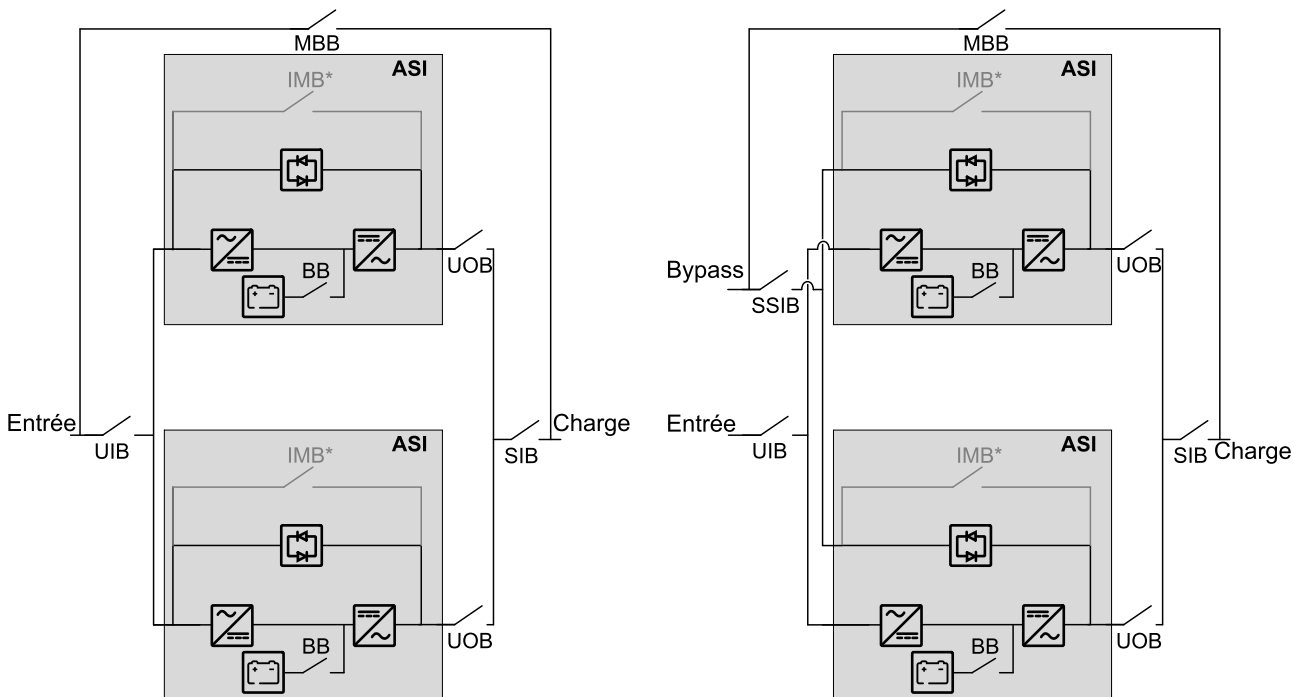 MBB
ASI
IMB*
BB
UOB
Entrée
UIB
ASI
IMB*
BB
UOB
SIB
Charge
MBB
ASI
IMB*
BB
UOB
Bypass
SSIB
Entrée
UIB
ASI
IMB*
BB
UOB
SIB
Charge